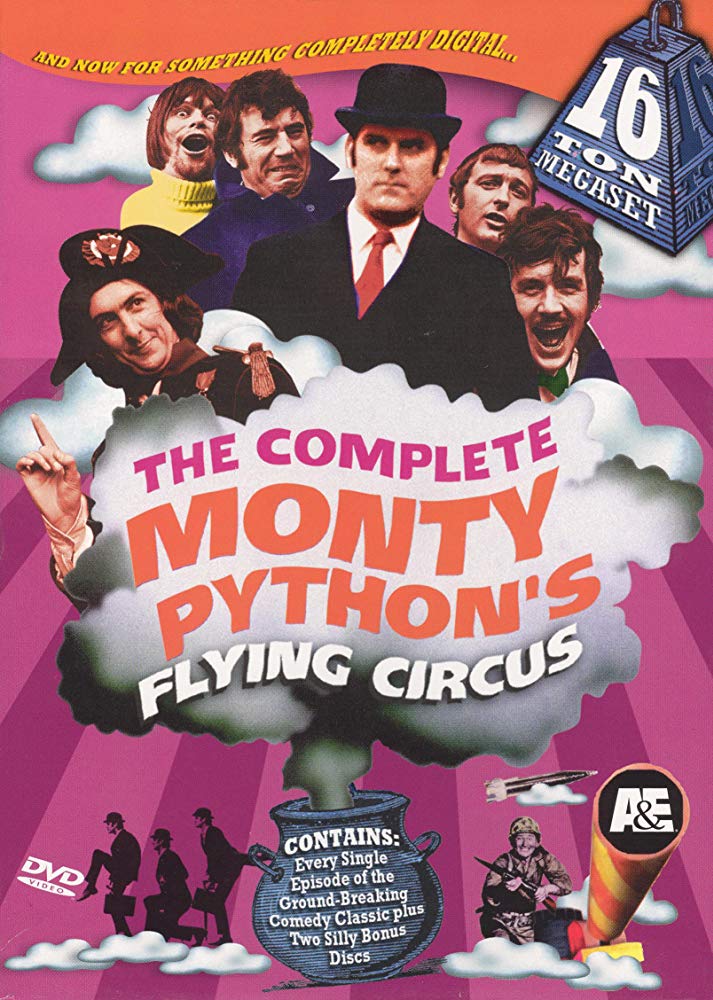 AND NOW FOR SOMETHING COMPLETELY DIGITAL...
16
TON
MEGASET
16
THE COMPLETE
MONTY
PYTHON'S
FLYING CIRCUS
CONTAINS:
Every Single
Episode of the
Ground-Breaking
Comedy Classic plus
Two Silly Bonus
Discs
DVD
VIDEO
A&E